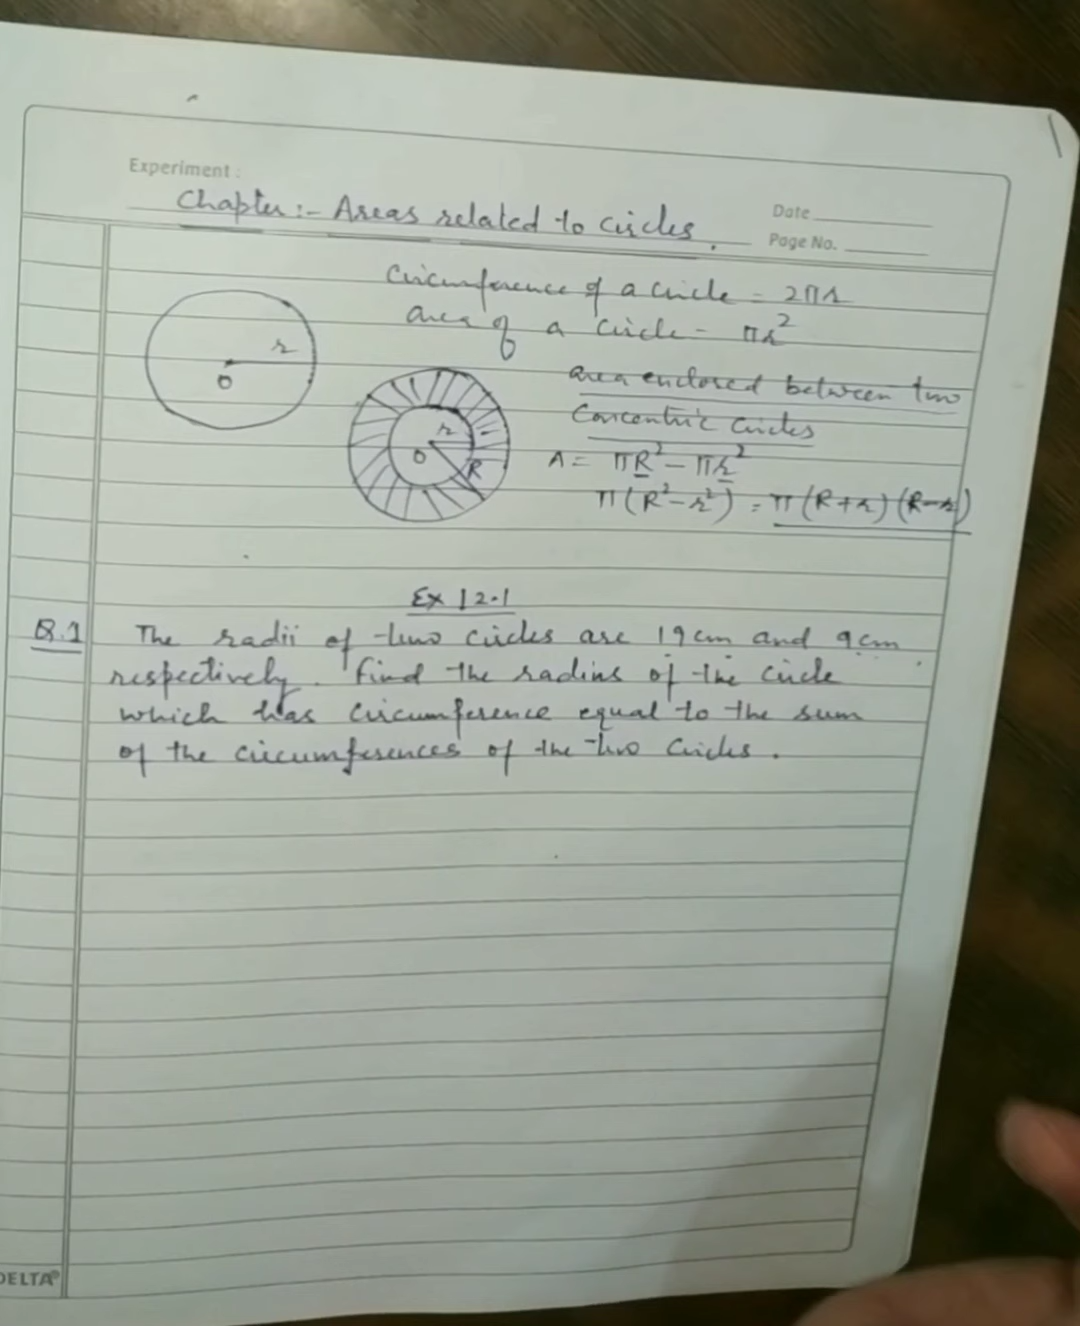 Experiment :
Chapter :- Areas related to circles.
Date
Page No.
Circumference of a circle = 2πr
area of a circle - πr²
r
O
area enclosed between two
Concentric circles
r
O
R
A = πR² - πr²
π(R² - r²) = π(R+r)(R-r)
Ex 12.1
Q.1 The radii of two circles are 19 cm and 9 cm
respectively. Find the radius of the circle
which has circumference equal to the sum
of the circumferences of the two circles.
DELTA®